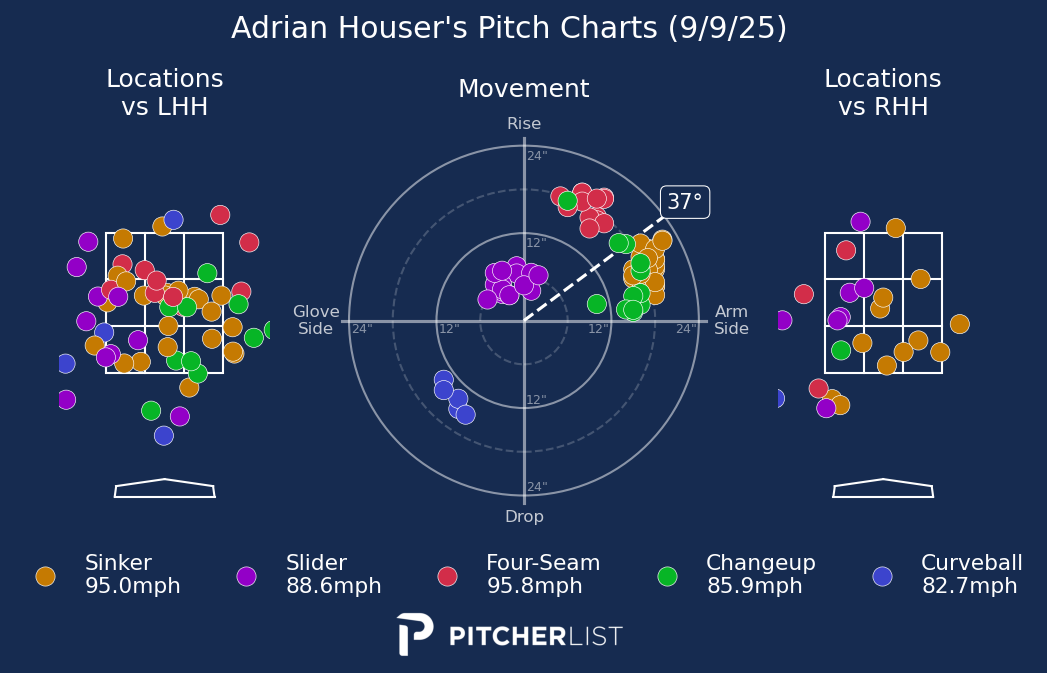 Adrian Houser's Pitch Charts (9/9/25)
Locations
vs LHH
Movement
Locations
vs RHH
Rise
24"
37°
12"
Glove
Side
24"
12"
12"
24"
Arm
Side
12"
24"
Drop
Sinker
95.0mph
Slider
88.6mph
Four-Seam
95.8mph
Changeup
85.9mph
Curveball
82.7mph
PITCHERLIST